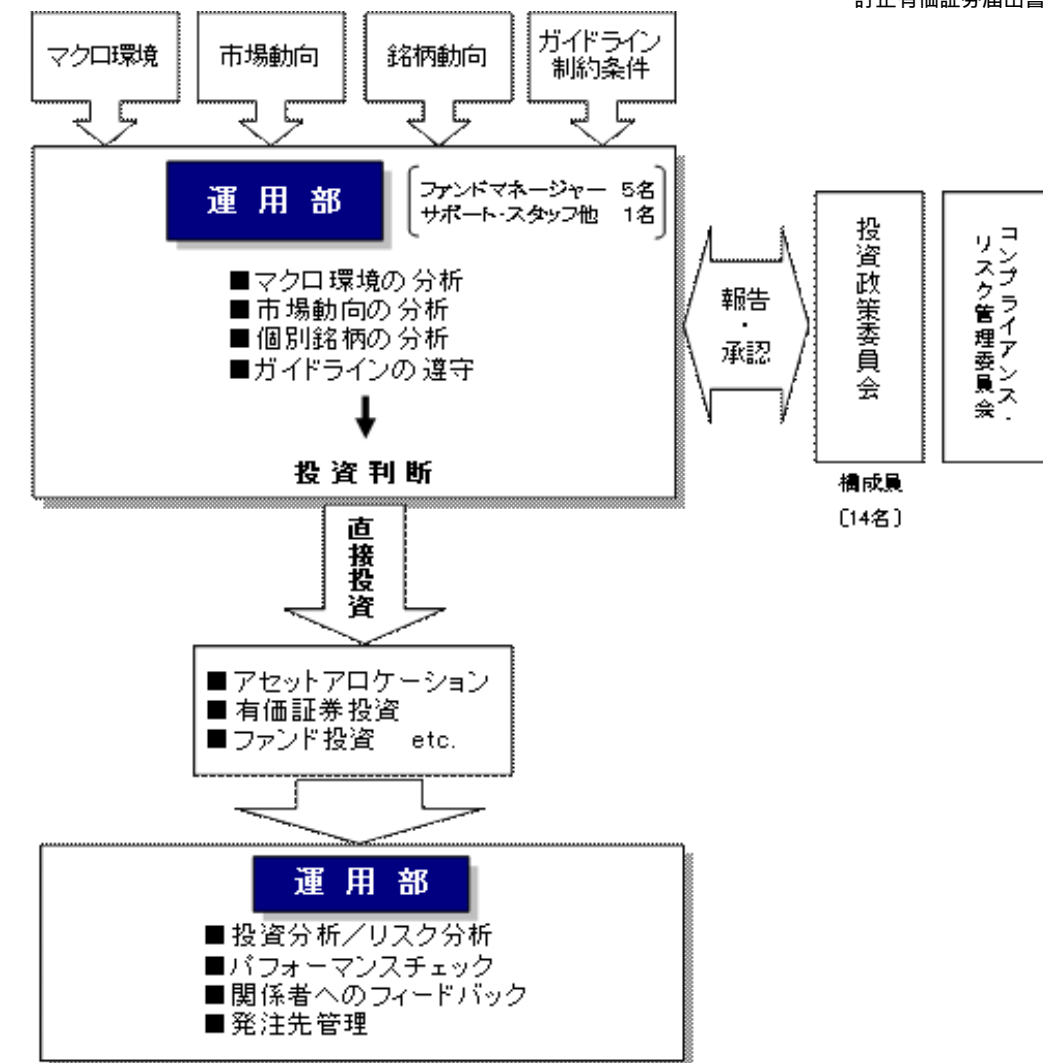 訂正有価証券届出書
マクロ環境
市場動向
銘柄動向
ガイドライン
制約条件
運用部
ファンドマネージャー 5名
サポート・スタッフ他 1名
■マクロ環境の分析
■市場動向の分析
■個別銘柄の分析
■ガイドラインの遵守
投資判断
報告
・
承認
投資政策委員会
コンプライアンス・
リスク管理委員会
構成員
〔14名〕
直接投資
■アセットアロケーション
■有価証券投資
■ファンド投資 etc.
運用部
■投資分析／リスク分析
■パフォーマンスチェック
■関係者へのフィードバック
■発注先管理